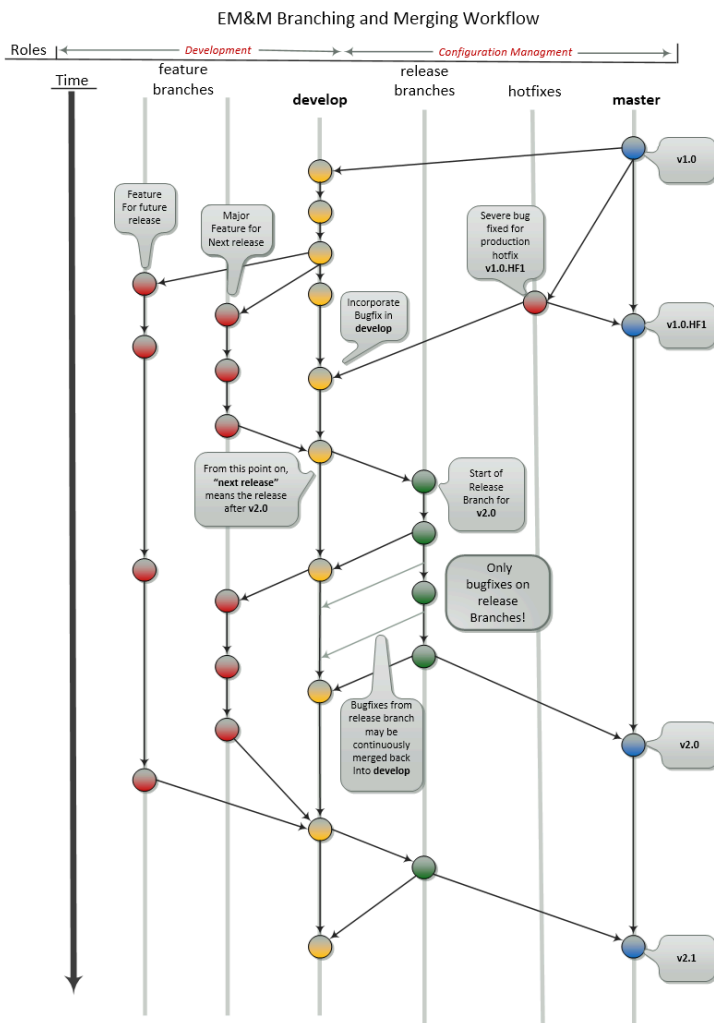 EM&M Branching and Merging Workflow
Roles
Development
Configuration Managment
Time
feature
branches
develop
release
branches
hotfixes
master
v1.0
Feature
For future
release
Major
Feature for
Next release
Severe bug
fixed for
production
hotfix
v1.0.HF1
Incorporate
Bugfix in
develop
v1.0.HF1
From this point on,
“next release”
means the release
after v2.0
Start of
Release
Branch for
v2.0
Only
bugfixes on
release
Branches!
Bugfixes from
release branch
may be
continuously
merged back
Into develop
v2.0
v2.1